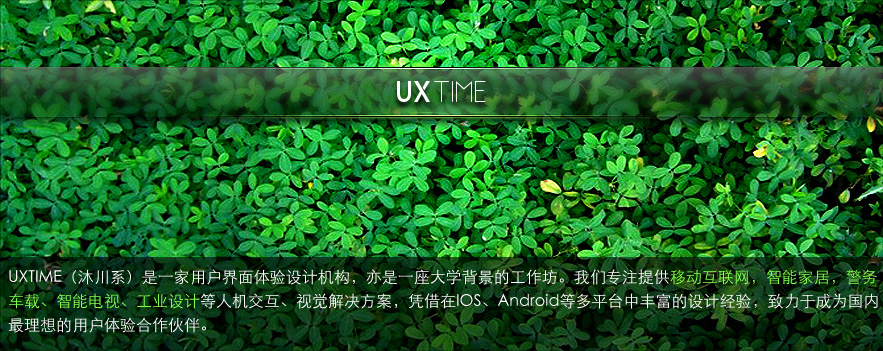 UXTIME
UXTIME（沐川系）是一家用户界面体验设计机构，亦是一座大学背景的工作坊。我们专注提供移动互联网，智能家居，警务
车载、智能电视、工业设计等人机交互、视觉解决方案，凭借在IOS、Android等多平台中丰富的设计经验，致力于成为国内
最理想的用户体验合作伙伴。